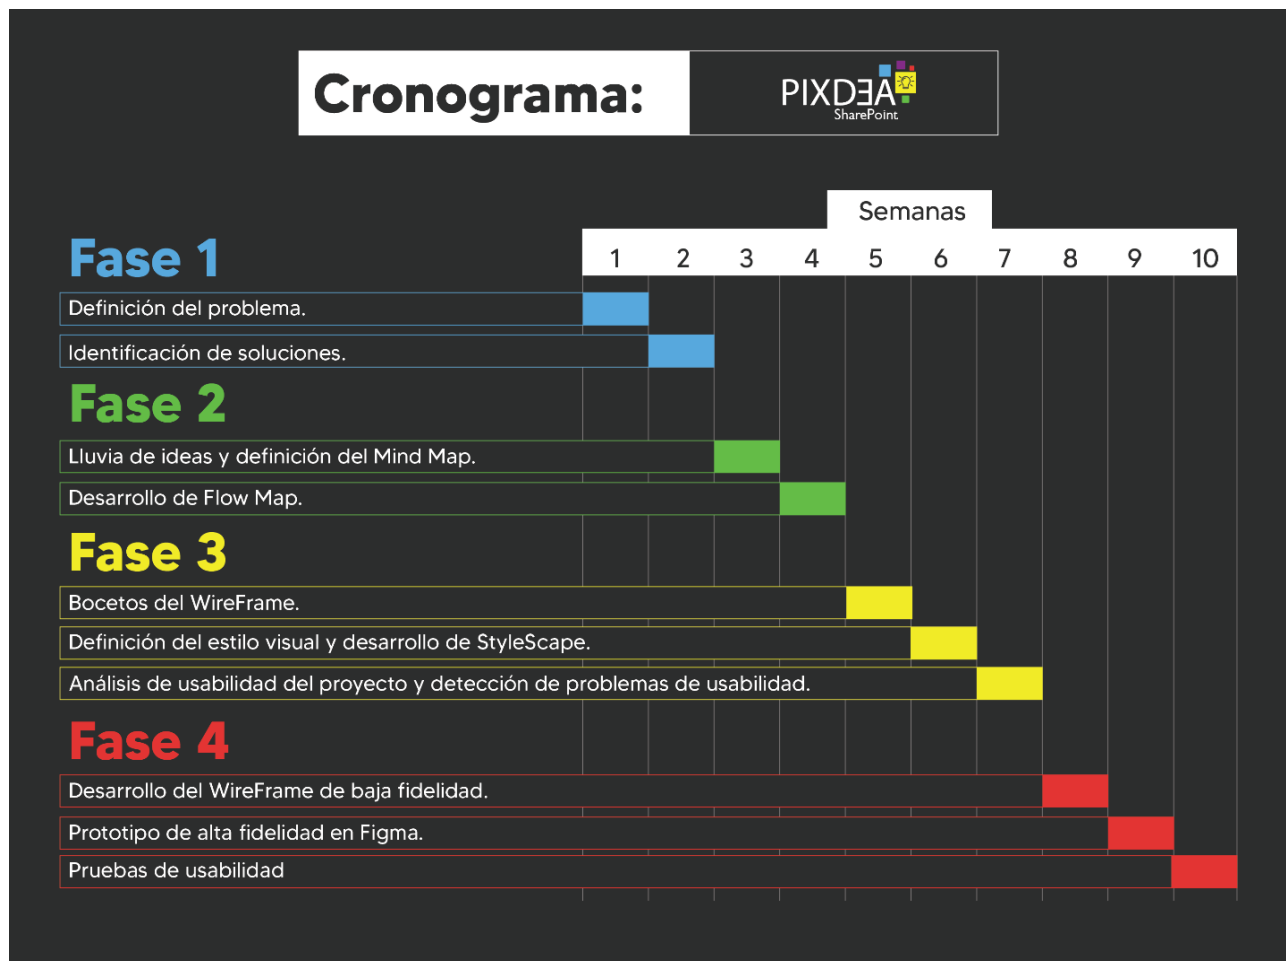 Cronograma:
PIXDEA
SharePoint
Semanas
Fase 1
1 2 3 4 5 6 7 8 9 10
Definición del problema.
Identificación de soluciones.
Fase 2
Lluvia de ideas y definición del Mind Map.
Desarrollo de Flow Map.
Fase 3
Bocetos del WireFrame.
Definición del estilo visual y desarrollo de StyleScape.
Análisis de usabilidad del proyecto y detección de problemas de usabilidad.
Fase 4
Desarrollo del WireFrame de baja fidelidad.
Prototipo de alta fidelidad en Figma.
Pruebas de usabilidad